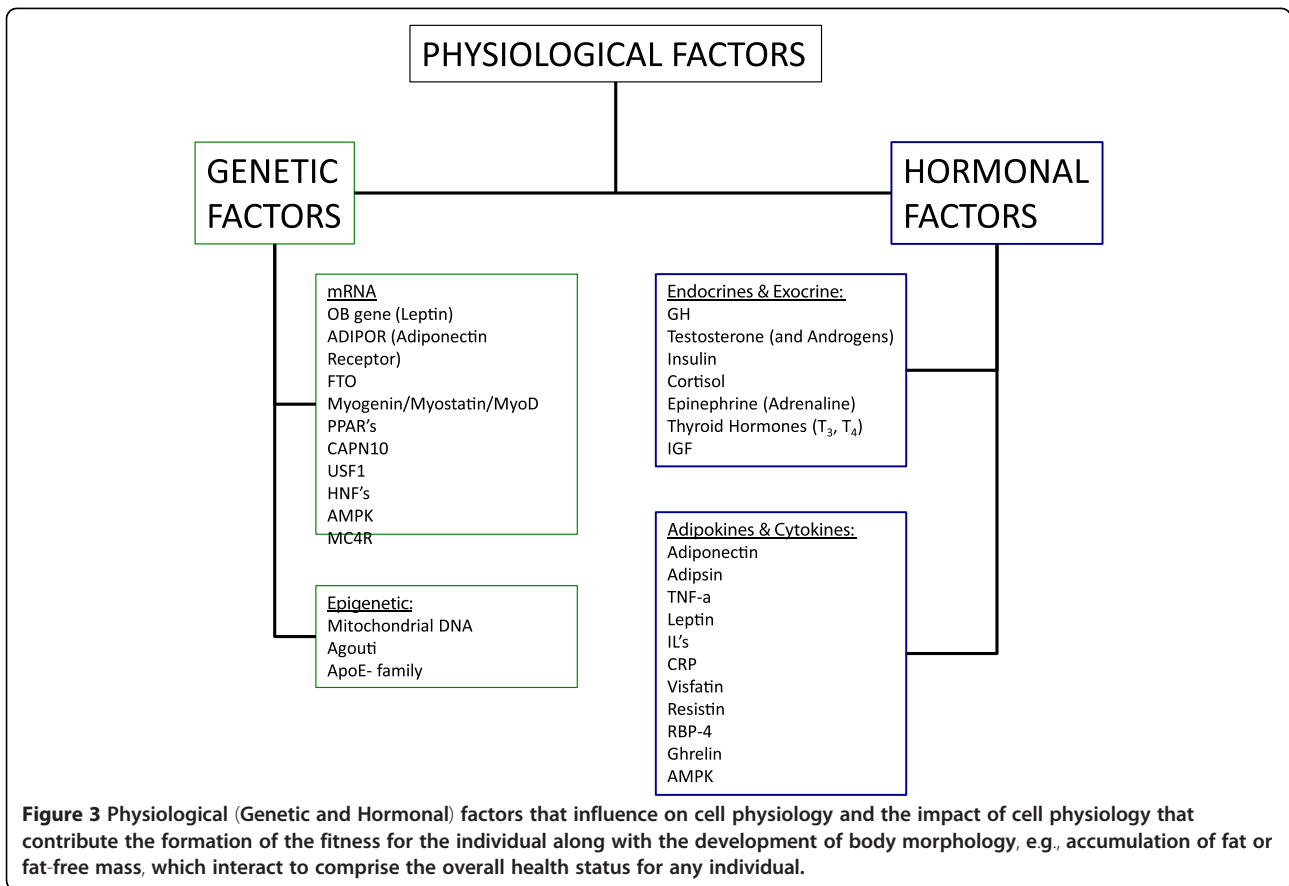 PHYSIOLOGICAL FACTORS
GENETIC
FACTORS
mRNA
OB gene (Leptin)
ADIPOR (Adiponectin
Receptor)
FTO
Myogenin/Myostatin/MyoD
PPAR’s
CAPN10
USF1
HNF’s
AMPK
MC4R
Epigenetic:
Mitochondrial DNA
Agouti
ApoE- family
HORMONAL
FACTORS
Endocrines & Exocrine:
GH
Testosterone (and Androgens)
Insulin
Cortisol
Epinephrine (Adrenaline)
Thyroid Hormones (T3, T4)
IGF
Adipokines & Cytokines:
Adiponectin
Adipsin
TNF-a
Leptin
IL’s
CRP
Visfatin
Resistin
RBP-4
Ghrelin
AMPK
Figure 3 Physiological (Genetic and Hormonal) factors that influence on cell physiology and the impact of cell physiology that
contribute the formation of the fitness for the individual along with the development of body morphology, e.g., accumulation of fat or
fat-free mass, which interact to comprise the overall health status for any individual.